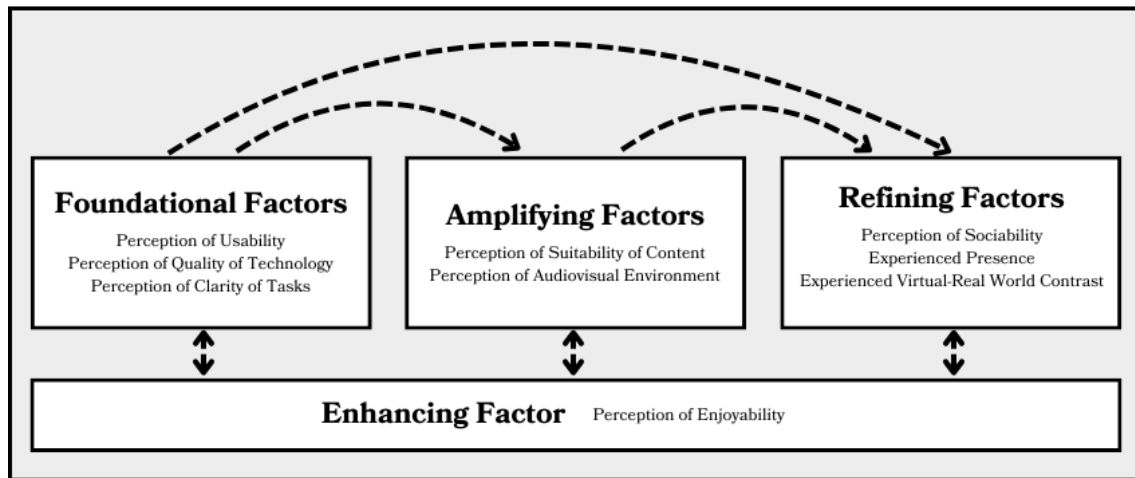 Foundational Factors
Perception of Usability
Perception of Quality of Technology
Perception of Clarity of Tasks
Amplifying Factors
Perception of Suitability of Content
Perception of Audiovisual Environment
Refining Factors
Perception of Sociability
Experienced Presence
Experienced Virtual-Real World Contrast
Enhancing Factor Perception of Enjoyability